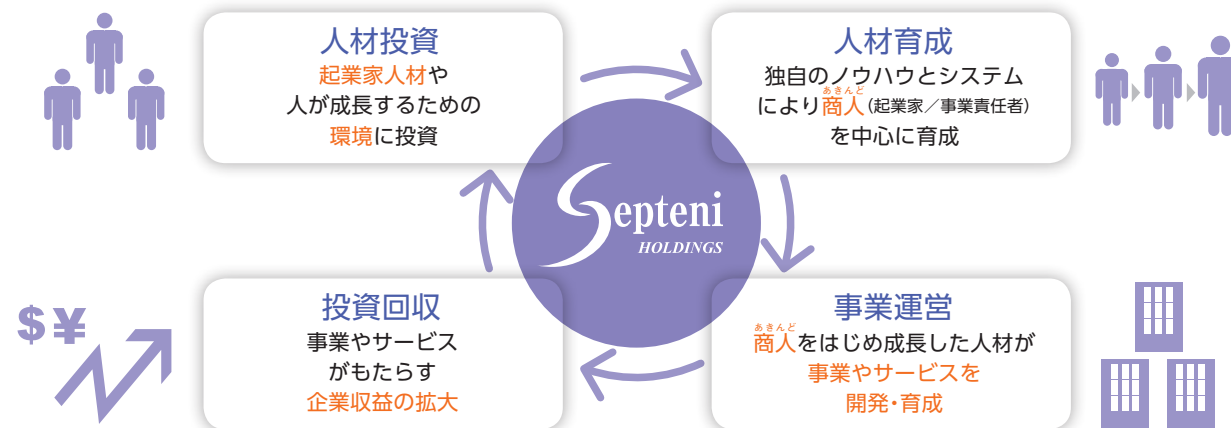 人材投資
起業家人材や
人が成長するための
環境に投資
人材育成
独自のノウハウとシステム
あきんど
により商人(起業家／事業責任者)
を中心に育成
Septeni
HOLDINGS
投資回収
事業やサービス
がもたらす
企業収益の拡大
事業運営
あきんど
商人をはじめ成長した人材が
事業やサービスを
開発・育成
$¥